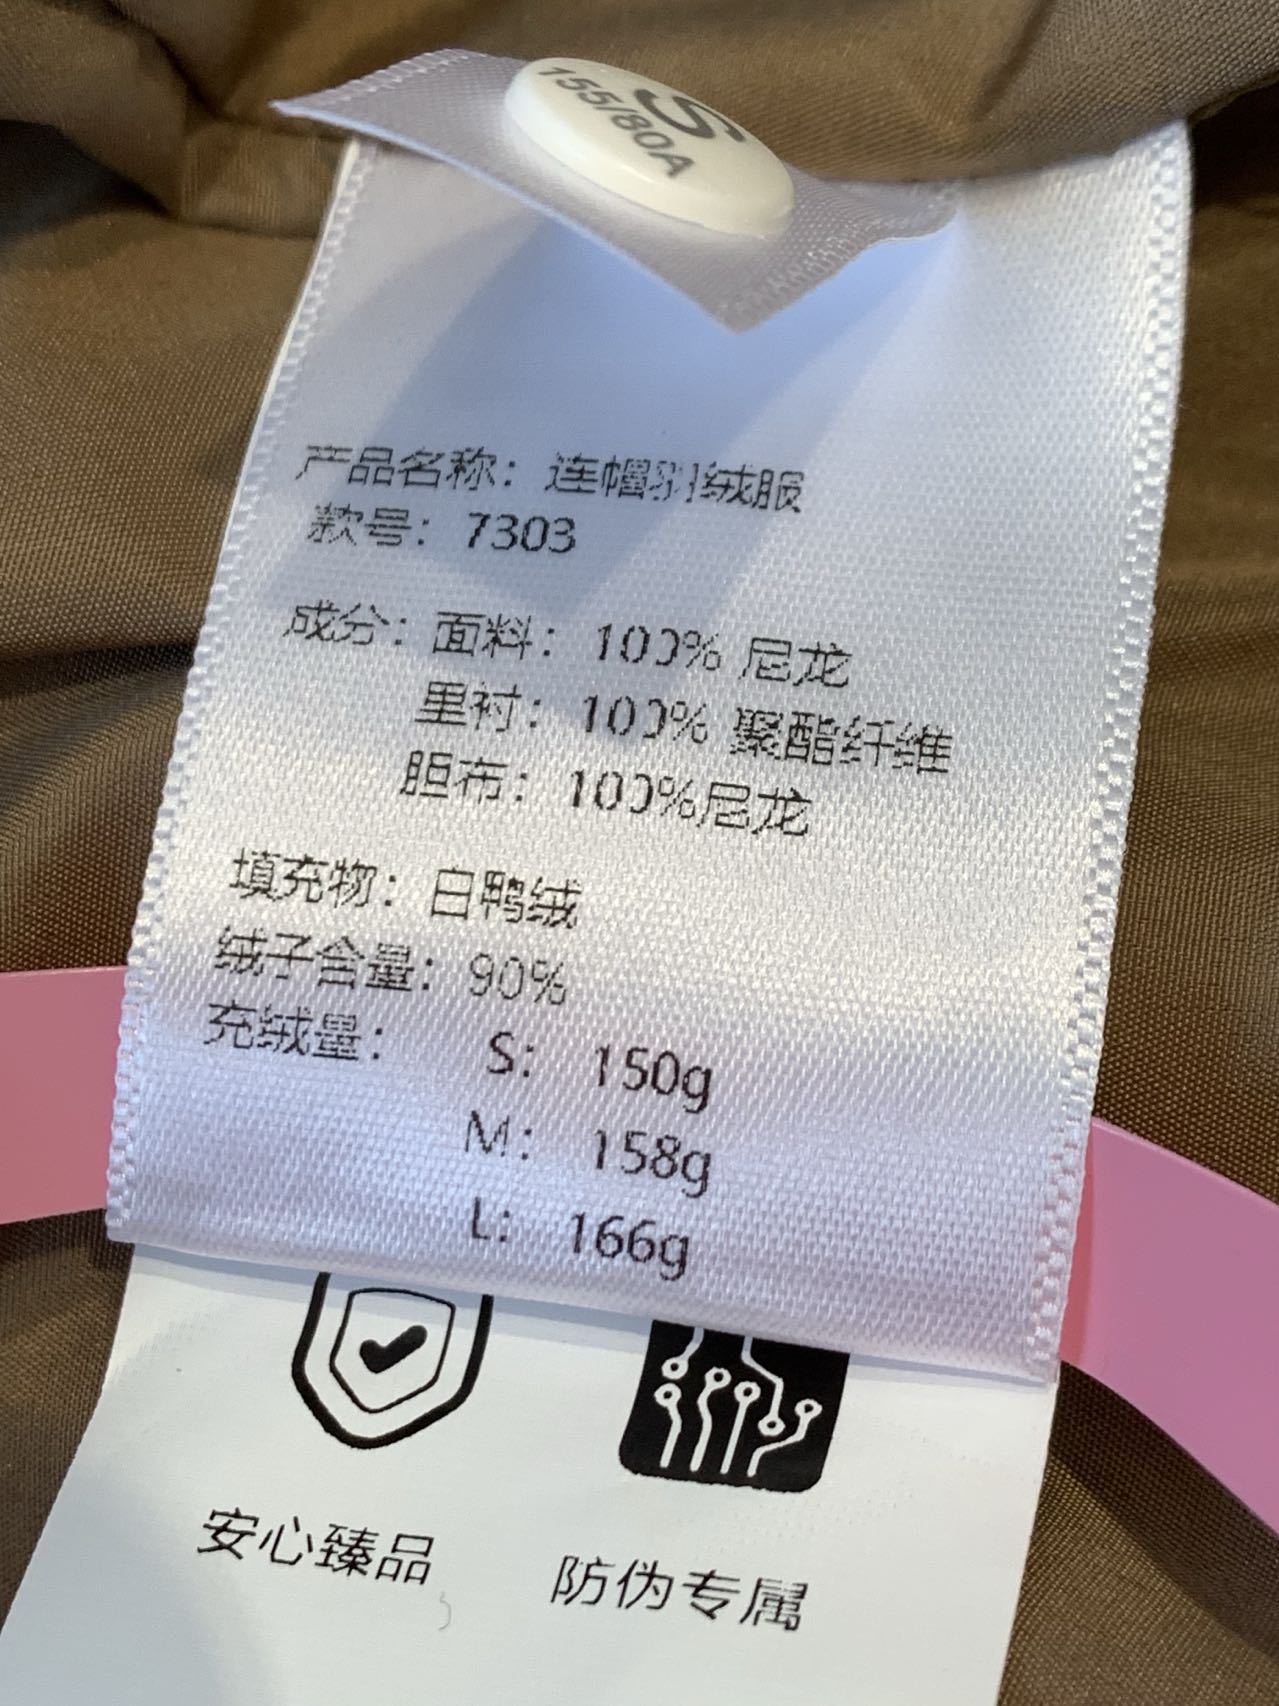 S
155/80A
产品名称：连帽羽绒服
款号：7303
成分：面料：100% 尼龙
里衬：100% 聚酯纤维
胆布：100%尼龙
填充物：白鸭绒
绒子含量：90%
充绒量： S： 150g
M： 158g
L： 166g
安心臻品
防伪专属